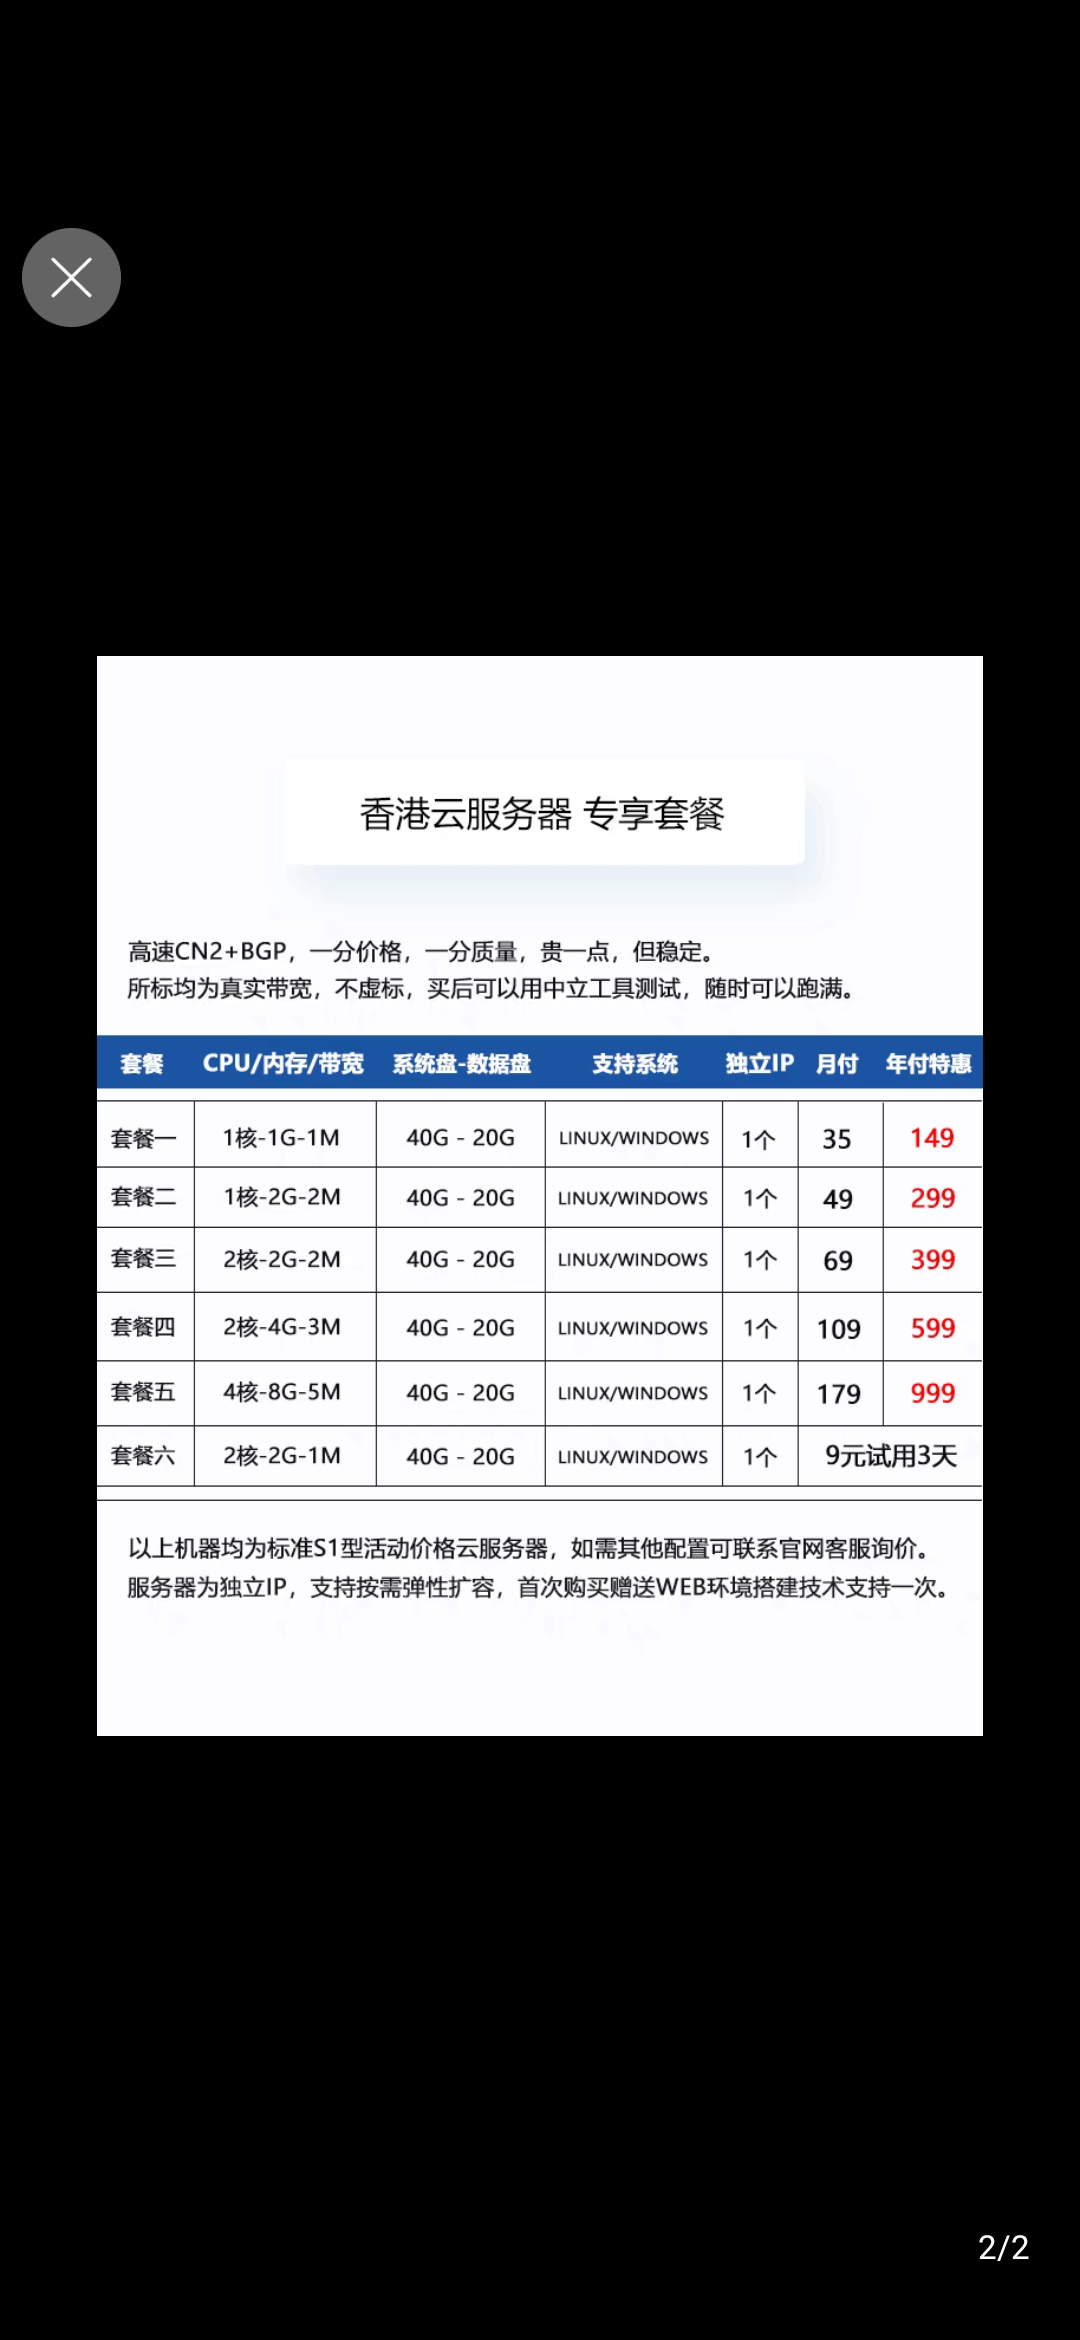 香港云服务器 专享套餐
高速CN2+BGP，一分价格，一分质量，贵一点，但稳定。
所标均为真实带宽，不虚标，买后可以用中立工具测试，随时可以跑满。
套餐 CPU/内存/带宽 系统盘-数据盘 支持系统 独立IP 月付 年付特惠
套餐一 1核-1G-1M 40G - 20G LINUX/WINDOWS 1个 35 149
套餐二 1核-2G-2M 40G - 20G LINUX/WINDOWS 1个 49 299
套餐三 2核-2G-2M 40G - 20G LINUX/WINDOWS 1个 69 399
套餐四 2核-4G-3M 40G - 20G LINUX/WINDOWS 1个 109 599
套餐五 4核-8G-5M 40G - 20G LINUX/WINDOWS 1个 179 999
套餐六 2核-2G-1M 40G - 20G LINUX/WINDOWS 1个 9元试用3天
以上机器均为标准S1型活动价格云服务器，如需其他配置可联系官网客服询价。
服务器为独立IP，支持按需弹性扩容，首次购买赠送WEB环境搭建技术支持一次。
2/2